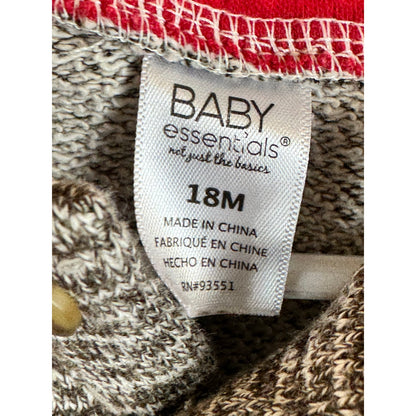 BABY
essentials®
not just the basics
18M
MADE IN CHINA
FABRIQUÉ EN CHINE
HECHO EN CHINA
RN#93551